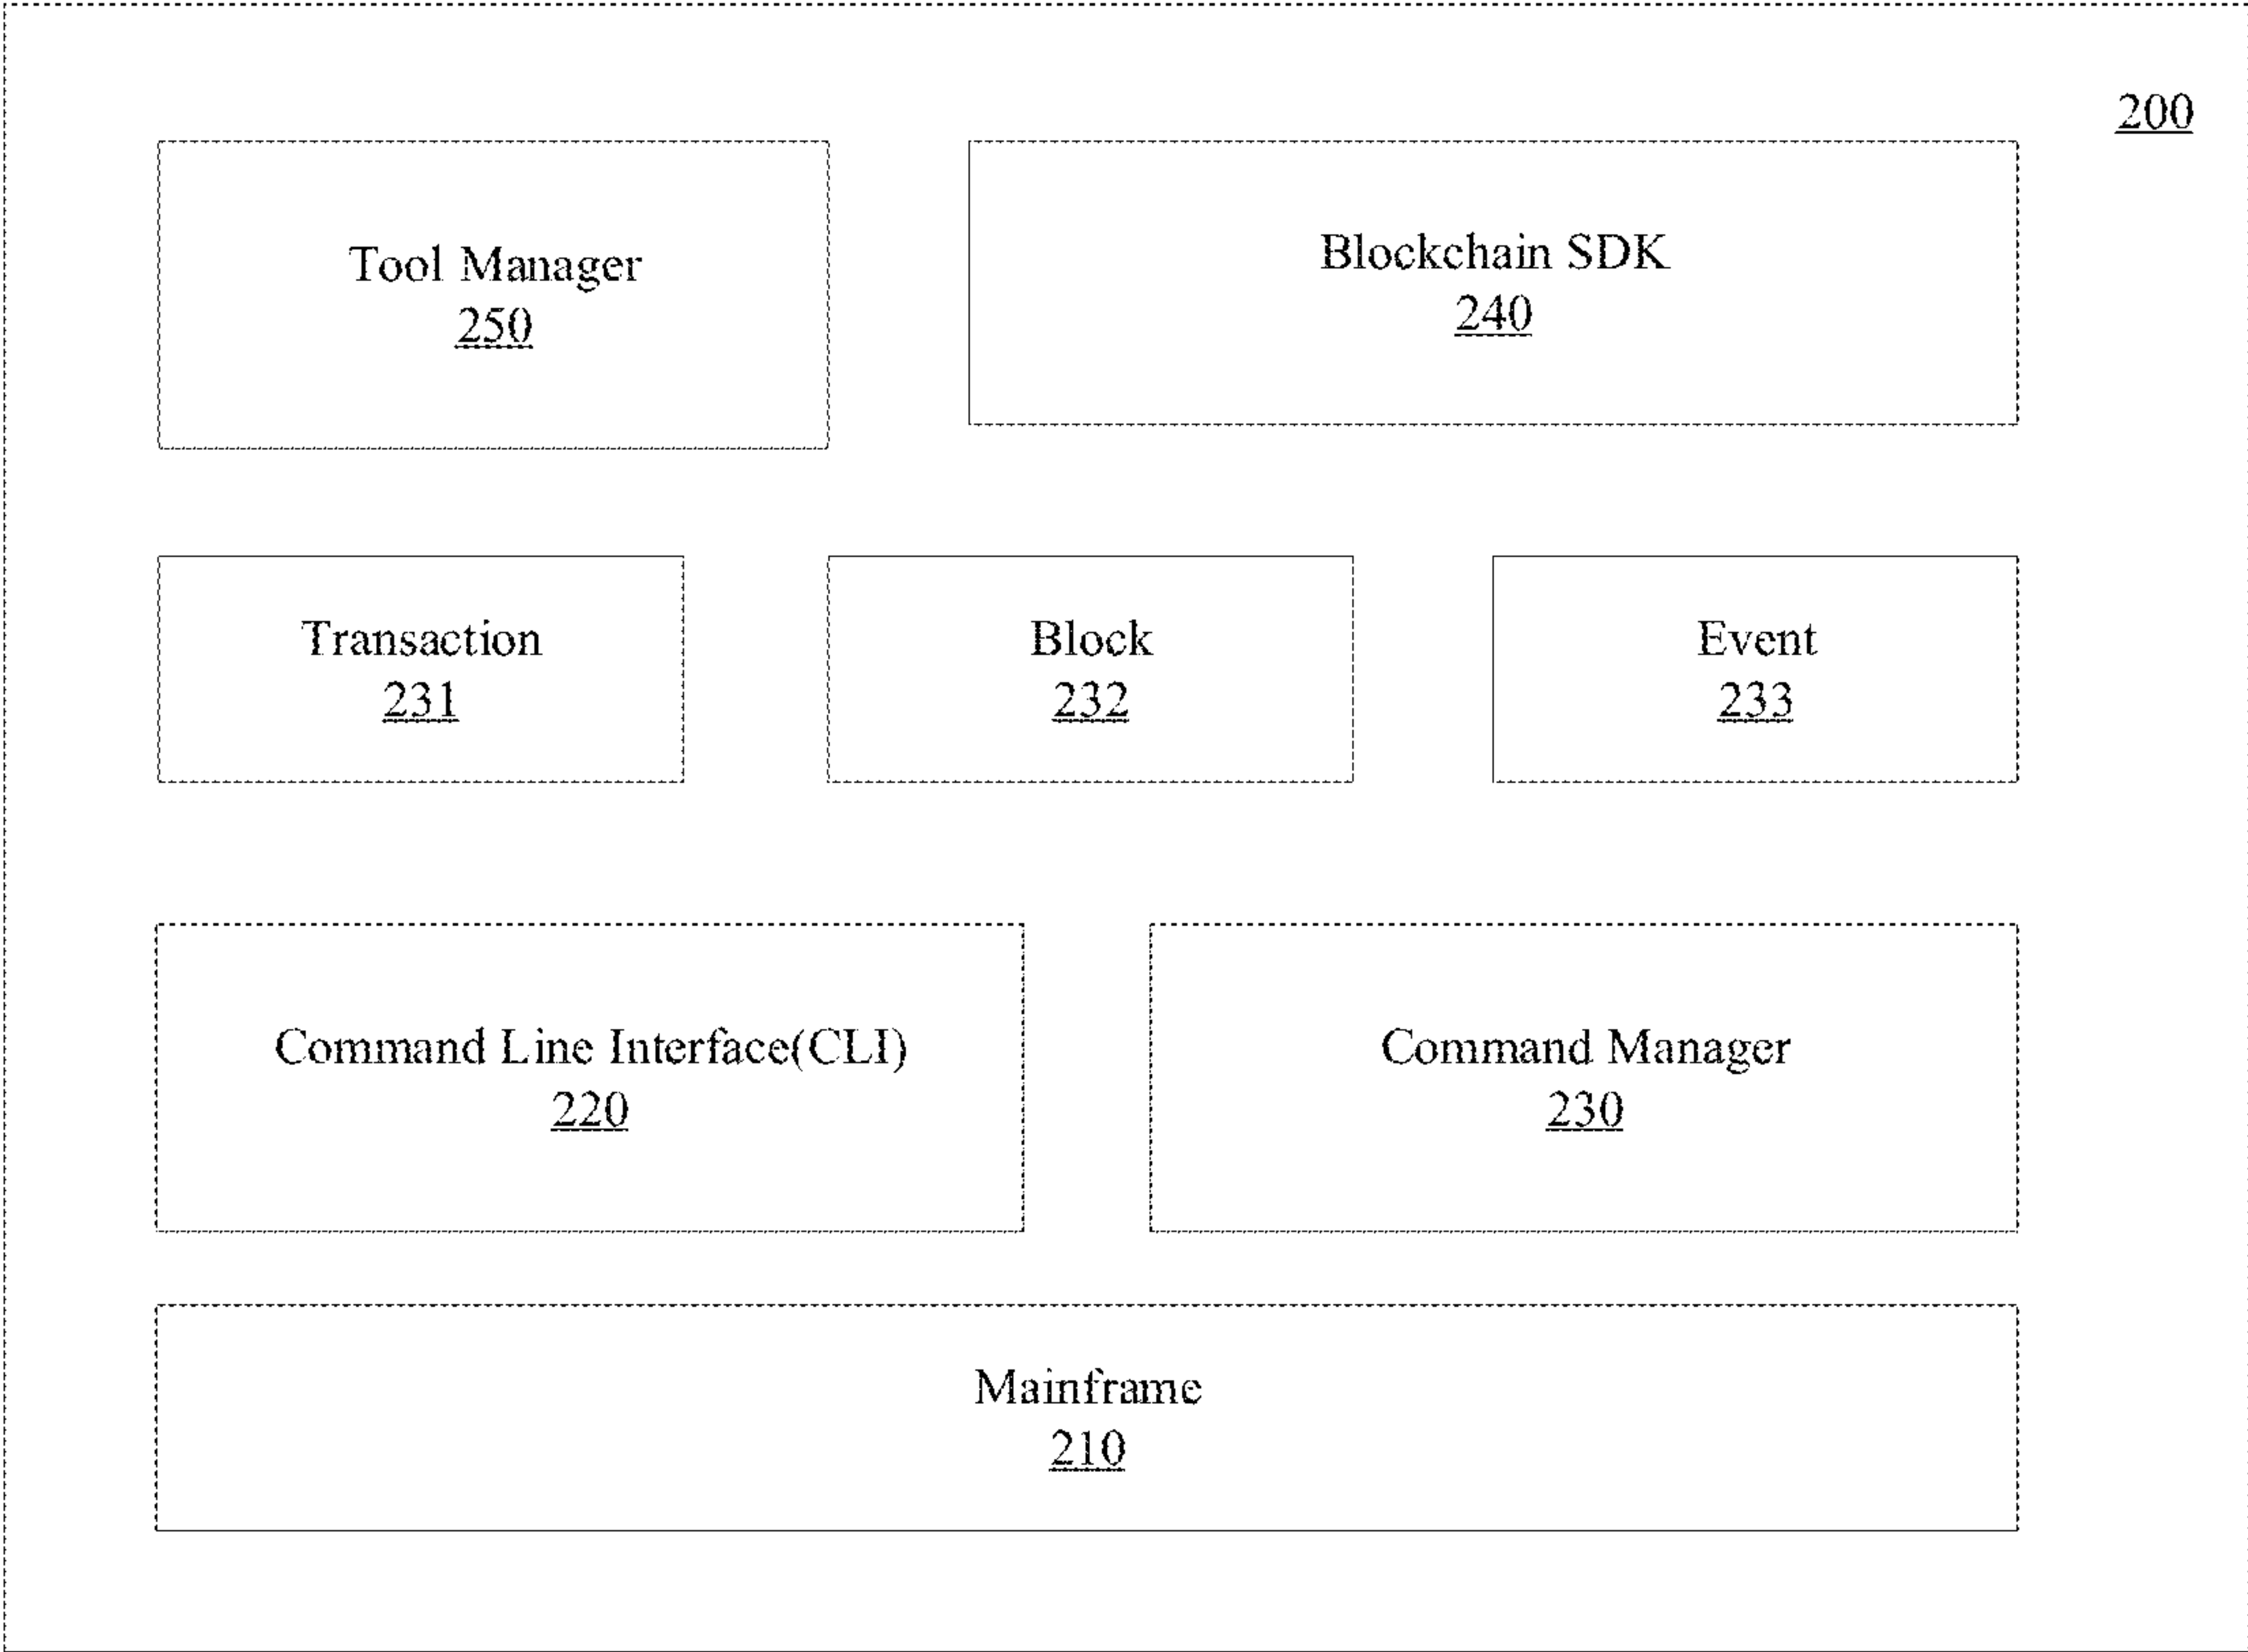 200
Tool Manager
250
Blockchain SDK
240
Transaction
231
Block
232
Event
233
Command Line Interface(CLI)
220
Command Manager
230
Mainframe
210